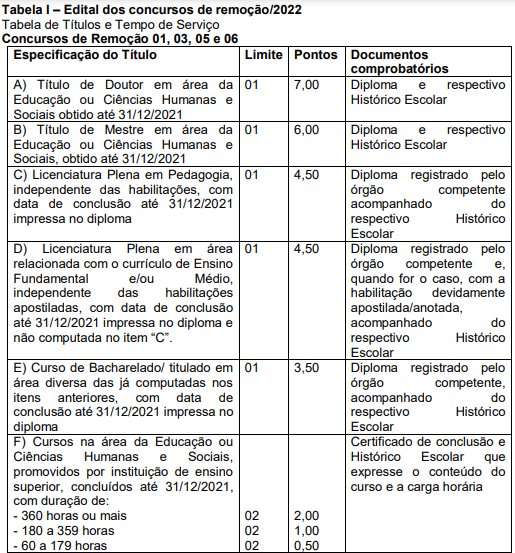 Tabela I – Edital dos concursos de remoção/2022
Tabela de Títulos e Tempo de Serviço
Concursos de Remoção 01, 03, 05 e 06
Especificação do Título Limite Pontos Documentos
comprobatórios
A) Título de Doutor em área da 01 7,00 Diploma e respectivo
Educação ou Ciências Humanas e Histórico Escolar
Sociais obtido até 31/12/2021
B) Título de Mestre em área da 01 6,00 Diploma e respectivo
Educação ou Ciências Humanas e Histórico Escolar
Sociais, obtido até 31/12/2021
C) Licenciatura Plena em Pedagogia, 01 4,50 Diploma registrado pelo
independente das habilitações, com órgão competente
data de conclusão até 31/12/2021 acompanhado do
impressa no diploma respectivo Histórico
Escolar
D) Licenciatura Plena em área 01 4,50 Diploma registrado pelo
relacionada com o currículo de Ensino órgão competente e,
Fundamental e/ou Médio, quando for o caso, com a
independente das habilitações habilitação devidamente
apostiladas, com data de conclusão apostilada/anotada,
até 31/12/2021 impressa no diploma e acompanhado do
não computada no item “C”. respectivo Histórico
Escolar
E) Curso de Bacharelado/ titulado em 01 3,50 Diploma registrado pelo
área diversa das já computadas nos órgão competente,
itens anteriores, com data de acompanhado do
conclusão até 31/12/2021 impressa no respectivo Histórico
diploma Escolar
F) Cursos na área da Educação ou Certificado de conclusão e
Ciências Humanas e Sociais, Histórico Escolar que
promovidos por instituição de ensino expresse o conteúdo do
superior, concluídos até 31/12/2021, curso e a carga horária
com duração de:
- 360 horas ou mais 02 2,00
- 180 a 359 horas 02 1,00
- 60 a 179 horas 02 0,50